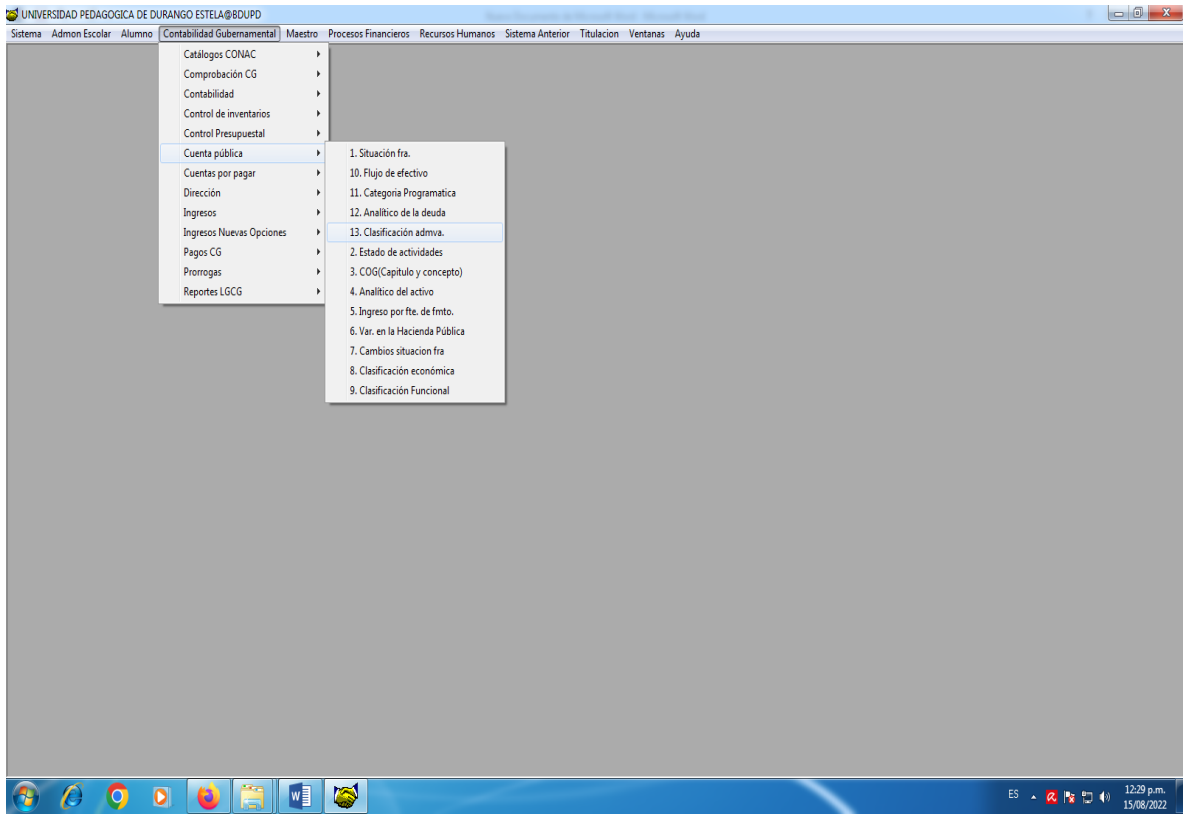 UNIVERSIDAD PEDAGOGICA DE DURANGO ESTELA@BDUPD
Sistema Admon Escolar Alumno Contabilidad Gubernamental Maestro Procesos Financieros Recursos Humanos Sistema Anterior Titulacion Ventanas Ayuda
Catálogos CONAC
Comprobación CG
Contabilidad
Control de inventarios
Control Presupuestal
Cuenta pública
Cuentas por pagar
Dirección
Ingresos
Ingresos Nuevas Opciones
Pagos CG
Prorrogas
Reportes LGCG
1. Situación fra.
10. Flujo de efectivo
11. Categoria Programatica
12. Analítico de la deuda
13. Clasificación admva.
2. Estado de actividades
3. COG(Capitulo y concepto)
4. Analítico del activo
5. Ingreso por fte. de fmto.
6. Var. en la Hacienda Pública
7. Cambios situacion fra
8. Clasificación económica
9. Clasificación Funcional
ES
12:29 p.m.
15/08/2022